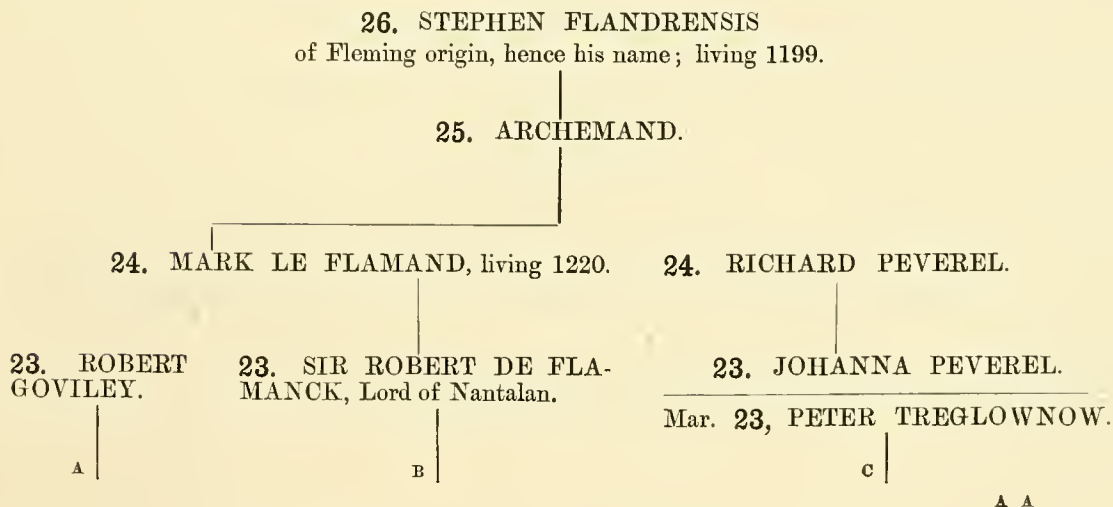 26. STEPHEN FLANDRENSIS
of Fleming origin, hence his name; living 1199.
25. ARCHEMAND.
24. MARK LE FLAMAND, living 1220.
24. RICHARD PEVEREL.
23. ROBERT
GOVILEY.
23. SIR ROBERT DE FLA-
MANCK, Lord of Nantalan.
23. JOHANNA PEVEREL.
Mar. 23, PETER TREGLOWNOW.
A
B
C
A A